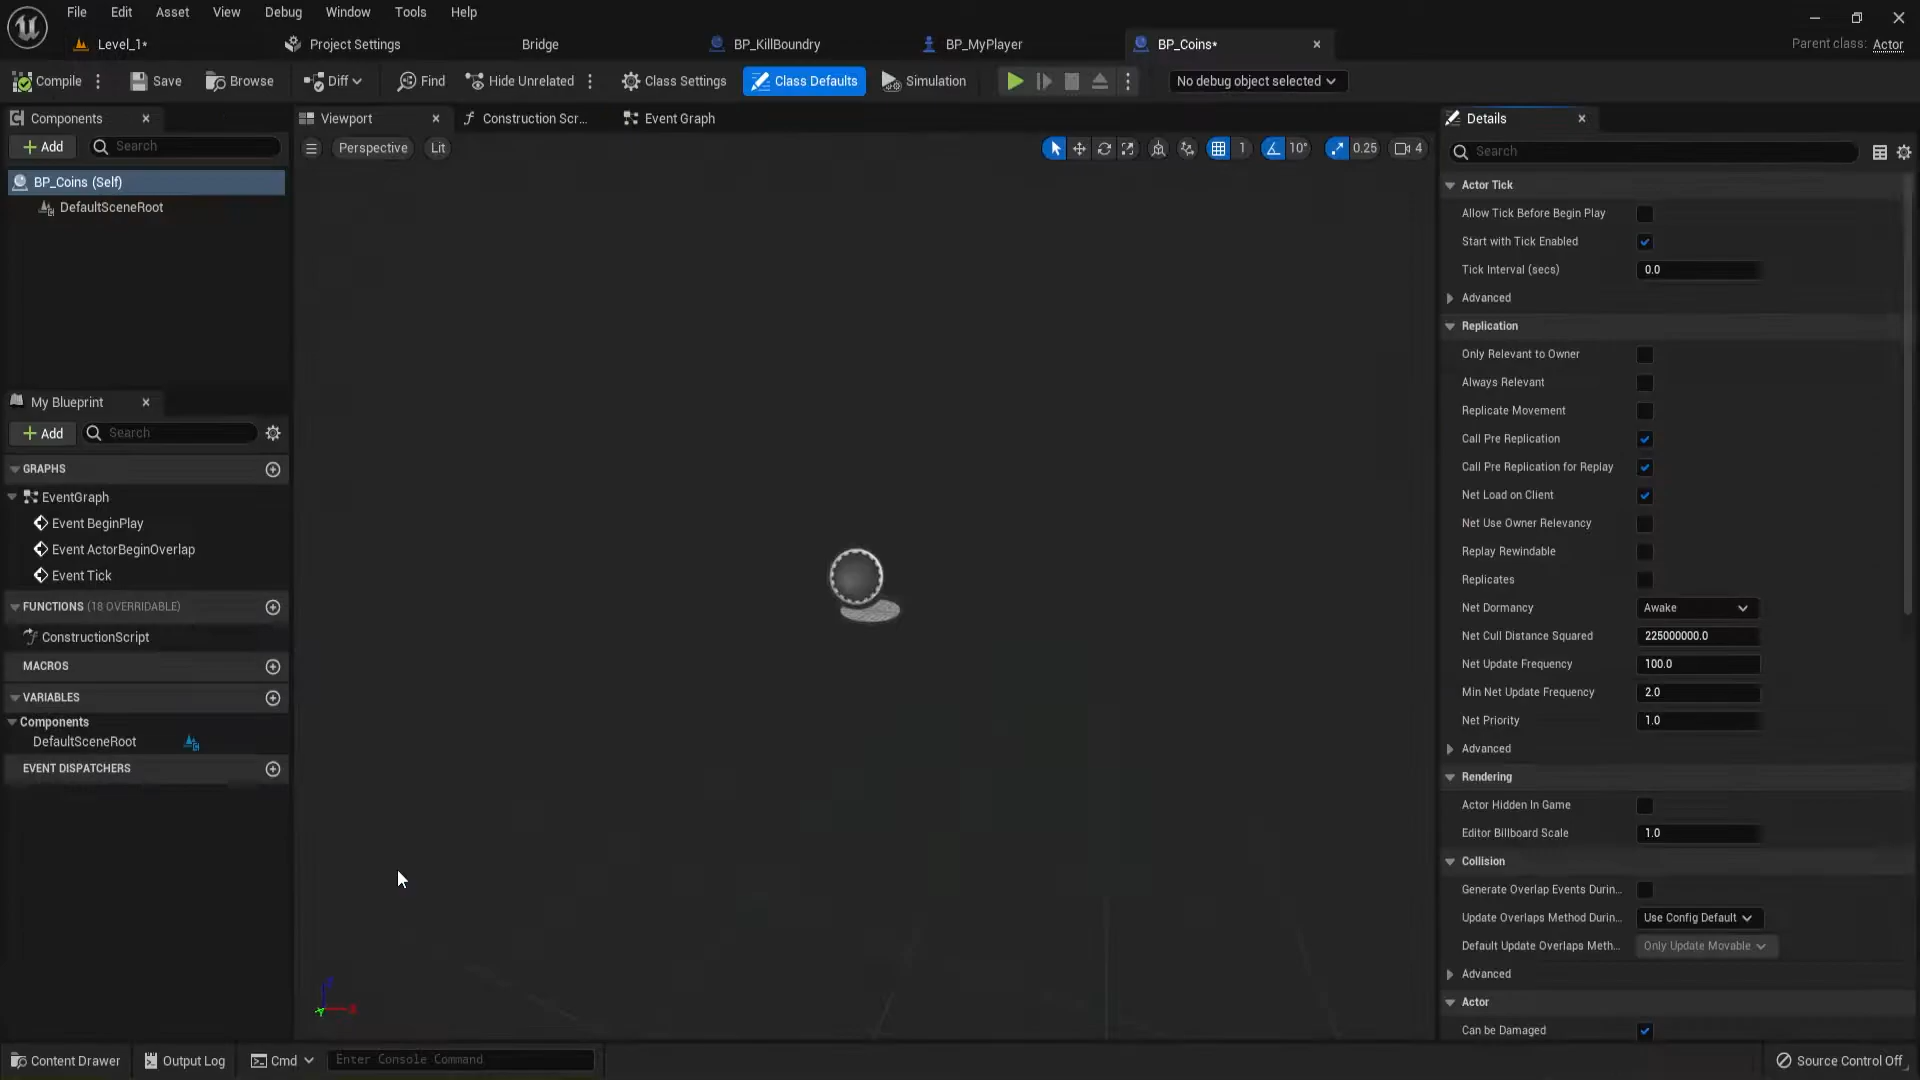 File Edit Asset View Debug Window Tools Help
Level_1* Project Settings Bridge BP_KillBoundry BP_MyPlayer BP_Coins*
Parent class: Actor
Compile Save Browse Diff Find Hide Unrelated Class Settings Class Defaults Simulation No debug object selected
Components
Add Search
BP_Coins (Self)
DefaultSceneRoot
My Blueprint
Add Search
GRAPHS
EventGraph
Event BeginPlay
Event ActorBeginOverlap
Event Tick
FUNCTIONS (18 OVERRIDABLE)
ConstructionScript
MACROS
VARIABLES
Components
DefaultSceneRoot
EVENT DISPATCHERS
Viewport Construction Scr... Event Graph
Perspective Lit 1 10° 0.25 4
Details
Search
Actor Tick
Allow Tick Before Begin Play
Start with Tick Enabled
Tick Interval (secs) 0.0
Advanced
Replication
Only Relevant to Owner
Always Relevant
Replicate Movement
Call Pre Replication
Call Pre Replication for Replay
Net Load on Client
Net Use Owner Relevancy
Replay Rewindable
Replicates
Net Dormancy Awake
Net Cull Distance Squared 225000000.0
Net Update Frequency 100.0
Min Net Update Frequency 2.0
Net Priority 1.0
Advanced
Rendering
Actor Hidden In Game
Editor Billboard Scale 1.0
Collision
Generate Overlap Events Durin...
Update Overlaps Method Durin... Use Config Default
Default Update Overlaps Meth... Only Update Movable
Advanced
Actor
Can be Damaged
Content Drawer Output Log Cmd Enter Console Command Source Control Off